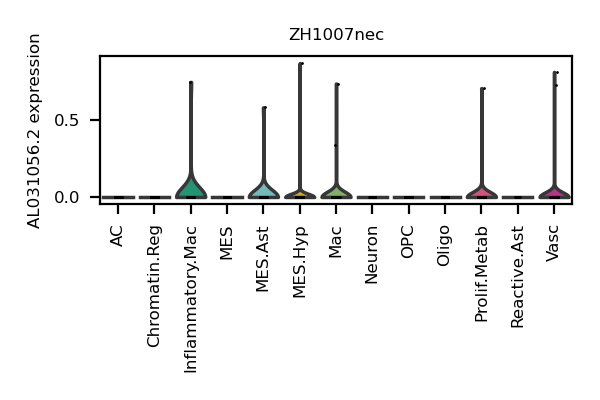 ZH1007nec
AL031056.2 expression
0.5
0.0
AC
Chromatin.Reg
Inflammatory.Mac
MES
MES.Ast
MES.Hyp
Mac
Neuron
OPC
Oligo
Prolif.Metab
Reactive.Ast
Vasc